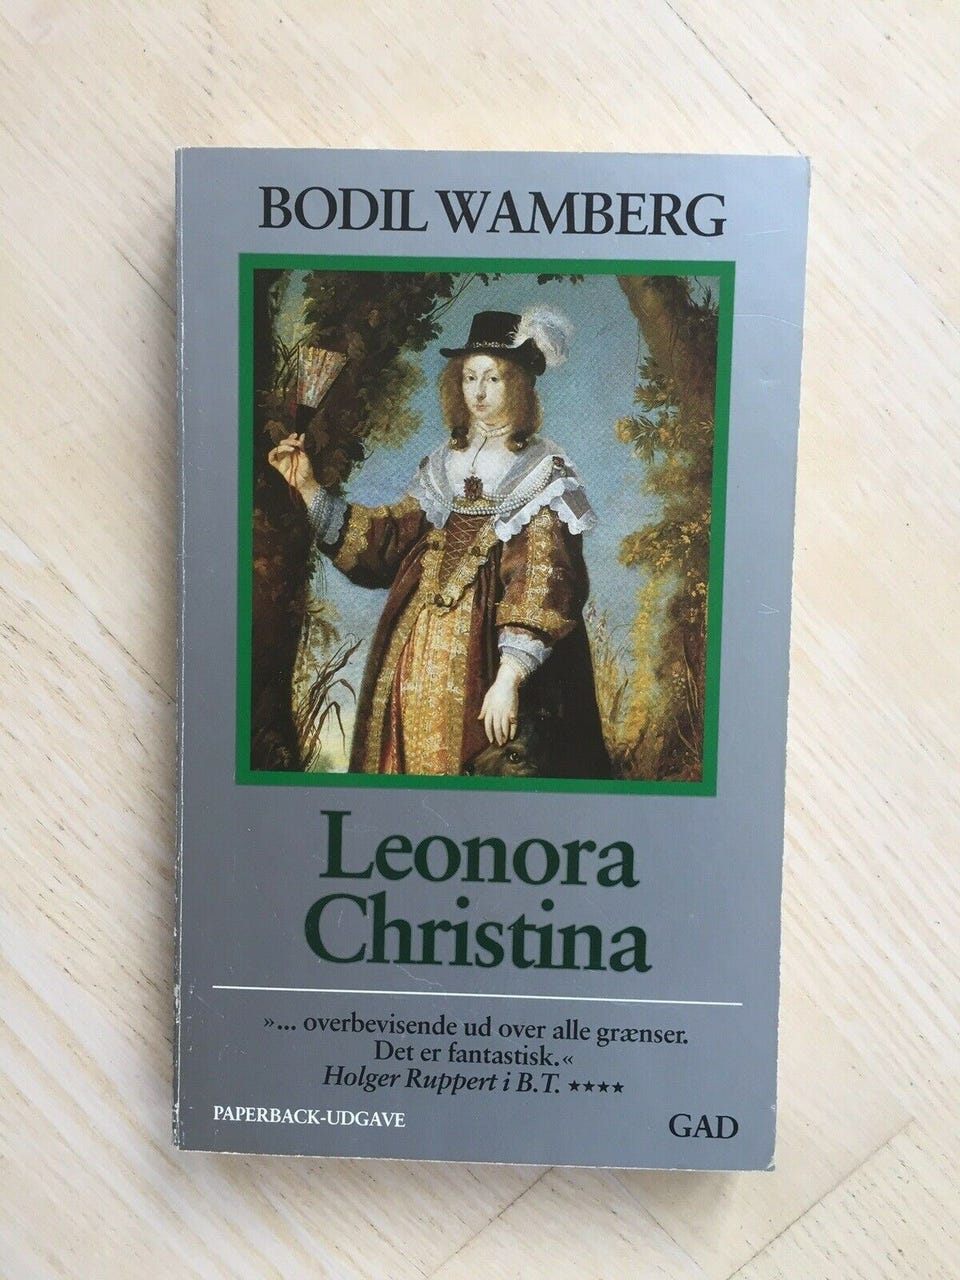 BODIL WAMBERG
Leonora
Christina
»... overbevisende ud over alle grænser.
Det er fantastisk.«
Holger Ruppert i B.T. ★★★★
PAPERBACK-UDGAVE
GAD